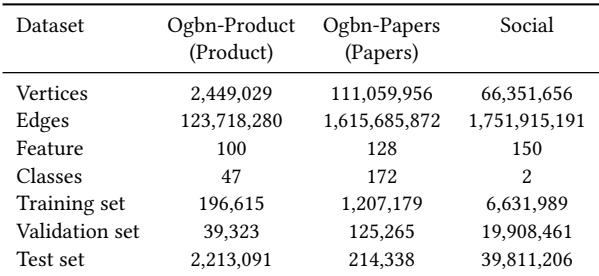 Dataset Ogbn-Product Ogbn-Papers Social
(Product) (Papers)
Vertices 2,449,029 111,059,956 66,351,656
Edges 123,718,280 1,615,685,872 1,751,915,191
Feature 100 128 150
Classes 47 172 2
Training set 196,615 1,207,179 6,631,989
Validation set 39,323 125,265 19,908,461
Test set 2,213,091 214,338 39,811,206